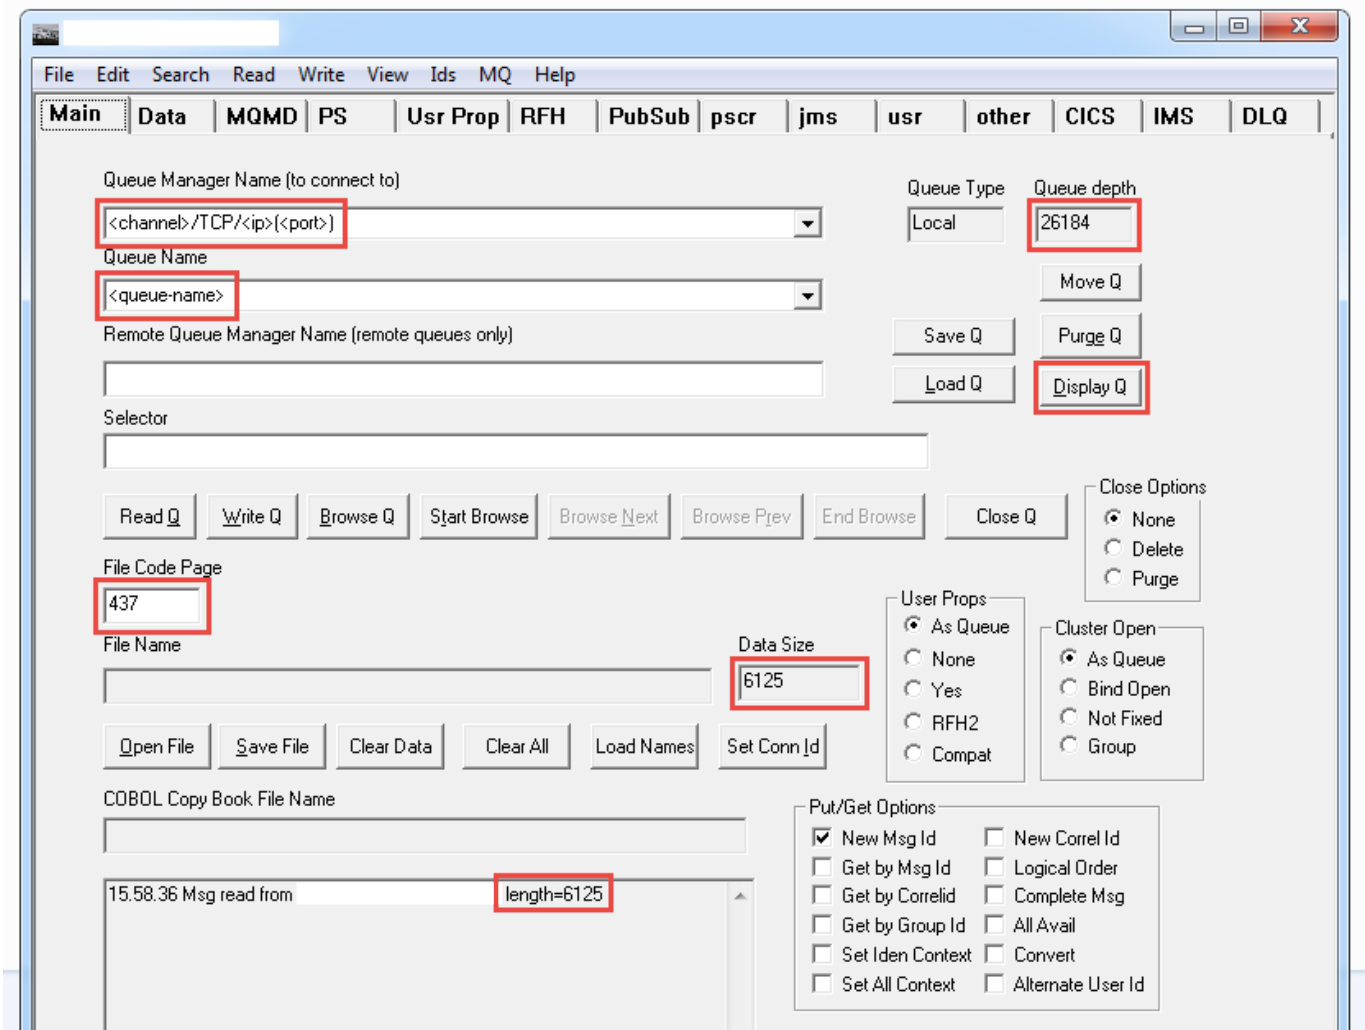 File Edit Search Read Write View Ids MQ Help
Main Data MQMD PS Usr Prop RFH PubSub pscr jms usr other CICS IMS DLQ
Queue Manager Name (to connect to)
Queue Type Queue depth
<channel>/TCP/<ip>(<port>)
Local 26184
Queue Name
<queue-name>
Move Q
Remote Queue Manager Name (remote queues only)
Save Q Purge Q
Load Q Display Q
Selector
Read Q Write Q Browse Q Start Browse Browse Next Browse Prev End Browse Close Q
Close Options
None
Delete
Purge
File Code Page
437
File Name
Data Size
6125
User Props
As Queue
None
Yes
RFH2
Compat
Cluster Open
As Queue
Bind Open
Not Fixed
Group
Open File Save File Clear Data Clear All Load Names Set Conn Id
COBOL Copy Book File Name
Put/Get Options
New Msg Id New Correl Id
Get by Msg Id Logical Order
Get by Correlid Complete Msg
Get by Group Id All Avail
Set Iden Context Convert
Set All Context Alternate User Id
15.58.36 Msg read from length=6125